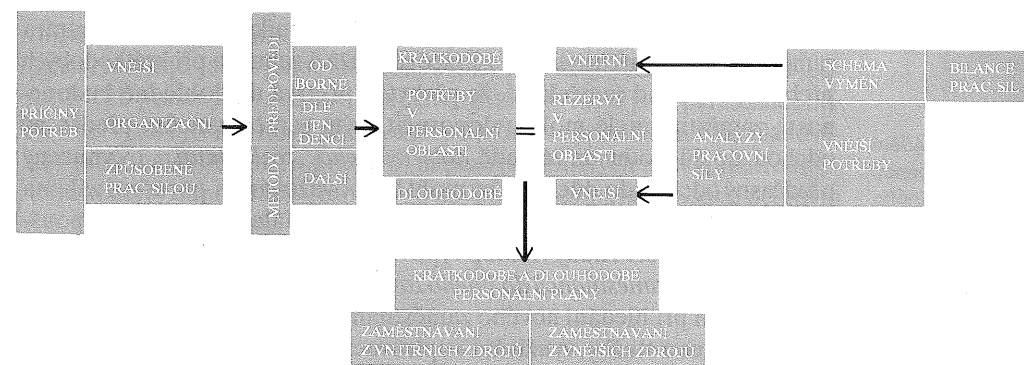 PŘÍČINY
POTŘEB
VNĚJŠÍ
ORGANIZAČNÍ
ZPŮSOBENÉ
PRAC. SILOU
METODY PŘEDPOVĚDÍ
OD
BORNÉ
DLE
TEN
DENCÍ
DALŠÍ
KRÁTKODOBÉ
POTŘEBY
V
PERSONÁLNÍ
OBLASTI
DLOUHODOBÉ
=
VNITŘNÍ
REZERVY
V
PERSONÁLNÍ
OBLASTI
VNĚJŠÍ
SCHEMA
VÝMĚN
BILANCE
PRAC. SIL
ANALÝZY
PRACOVNÍ
SÍLY
VNĚJŠÍ
POTŘEBY
KRÁTKODOBÉ A DLOUHODOBÉ
PERSONÁLNÍ PLÁNY
ZAMĚSTNÁVÁNÍ
Z VNITŘNÍCH ZDROJŮ
ZAMĚSTNÁVÁNÍ
Z VNĚJŠÍCH ZDROJŮ